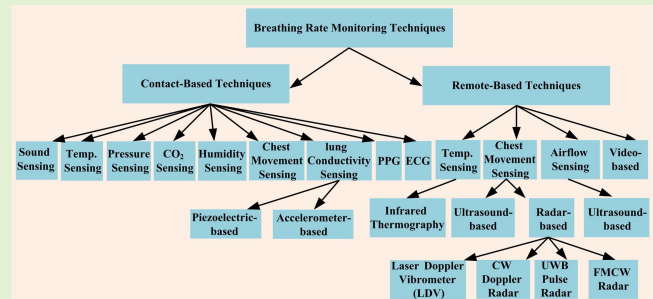 Breathing Rate Monitoring Techniques
Contact-Based Techniques
Remote-Based Techniques
Sound
Sensing
Temp.
Sensing
Pressure
Sensing
CO₂
Sensing
Humidity
Sensing
Chest
Movement
Sensing
lung
Conductivity
Sensing
PPG
ECG
Temp.
Sensing
Chest
Movement
Sensing
Airflow
Sensing
Video-
based
Piezoelectric-
based
Accelerometer-
based
Infrared
Thermography
Ultrasound-
based
Radar-
based
Ultrasound-
based
Laser Doppler
Vibrometer
(LDV)
CW
Doppler
Radar
UWB
Pulse
Radar
FMCW
Radar